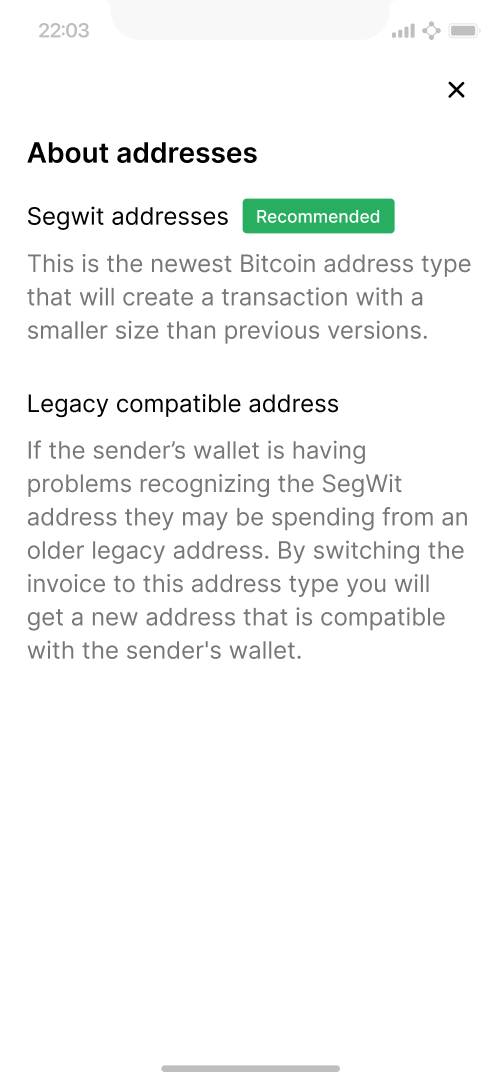 22:03
About addresses
Segwit addresses Recommended
This is the newest Bitcoin address type
that will create a transaction with a
smaller size than previous versions.
Legacy compatible address
If the sender’s wallet is having
problems recognizing the SegWit
address they may be spending from an
older legacy address. By switching the
invoice to this address type you will
get a new address that is compatible
with the sender's wallet.